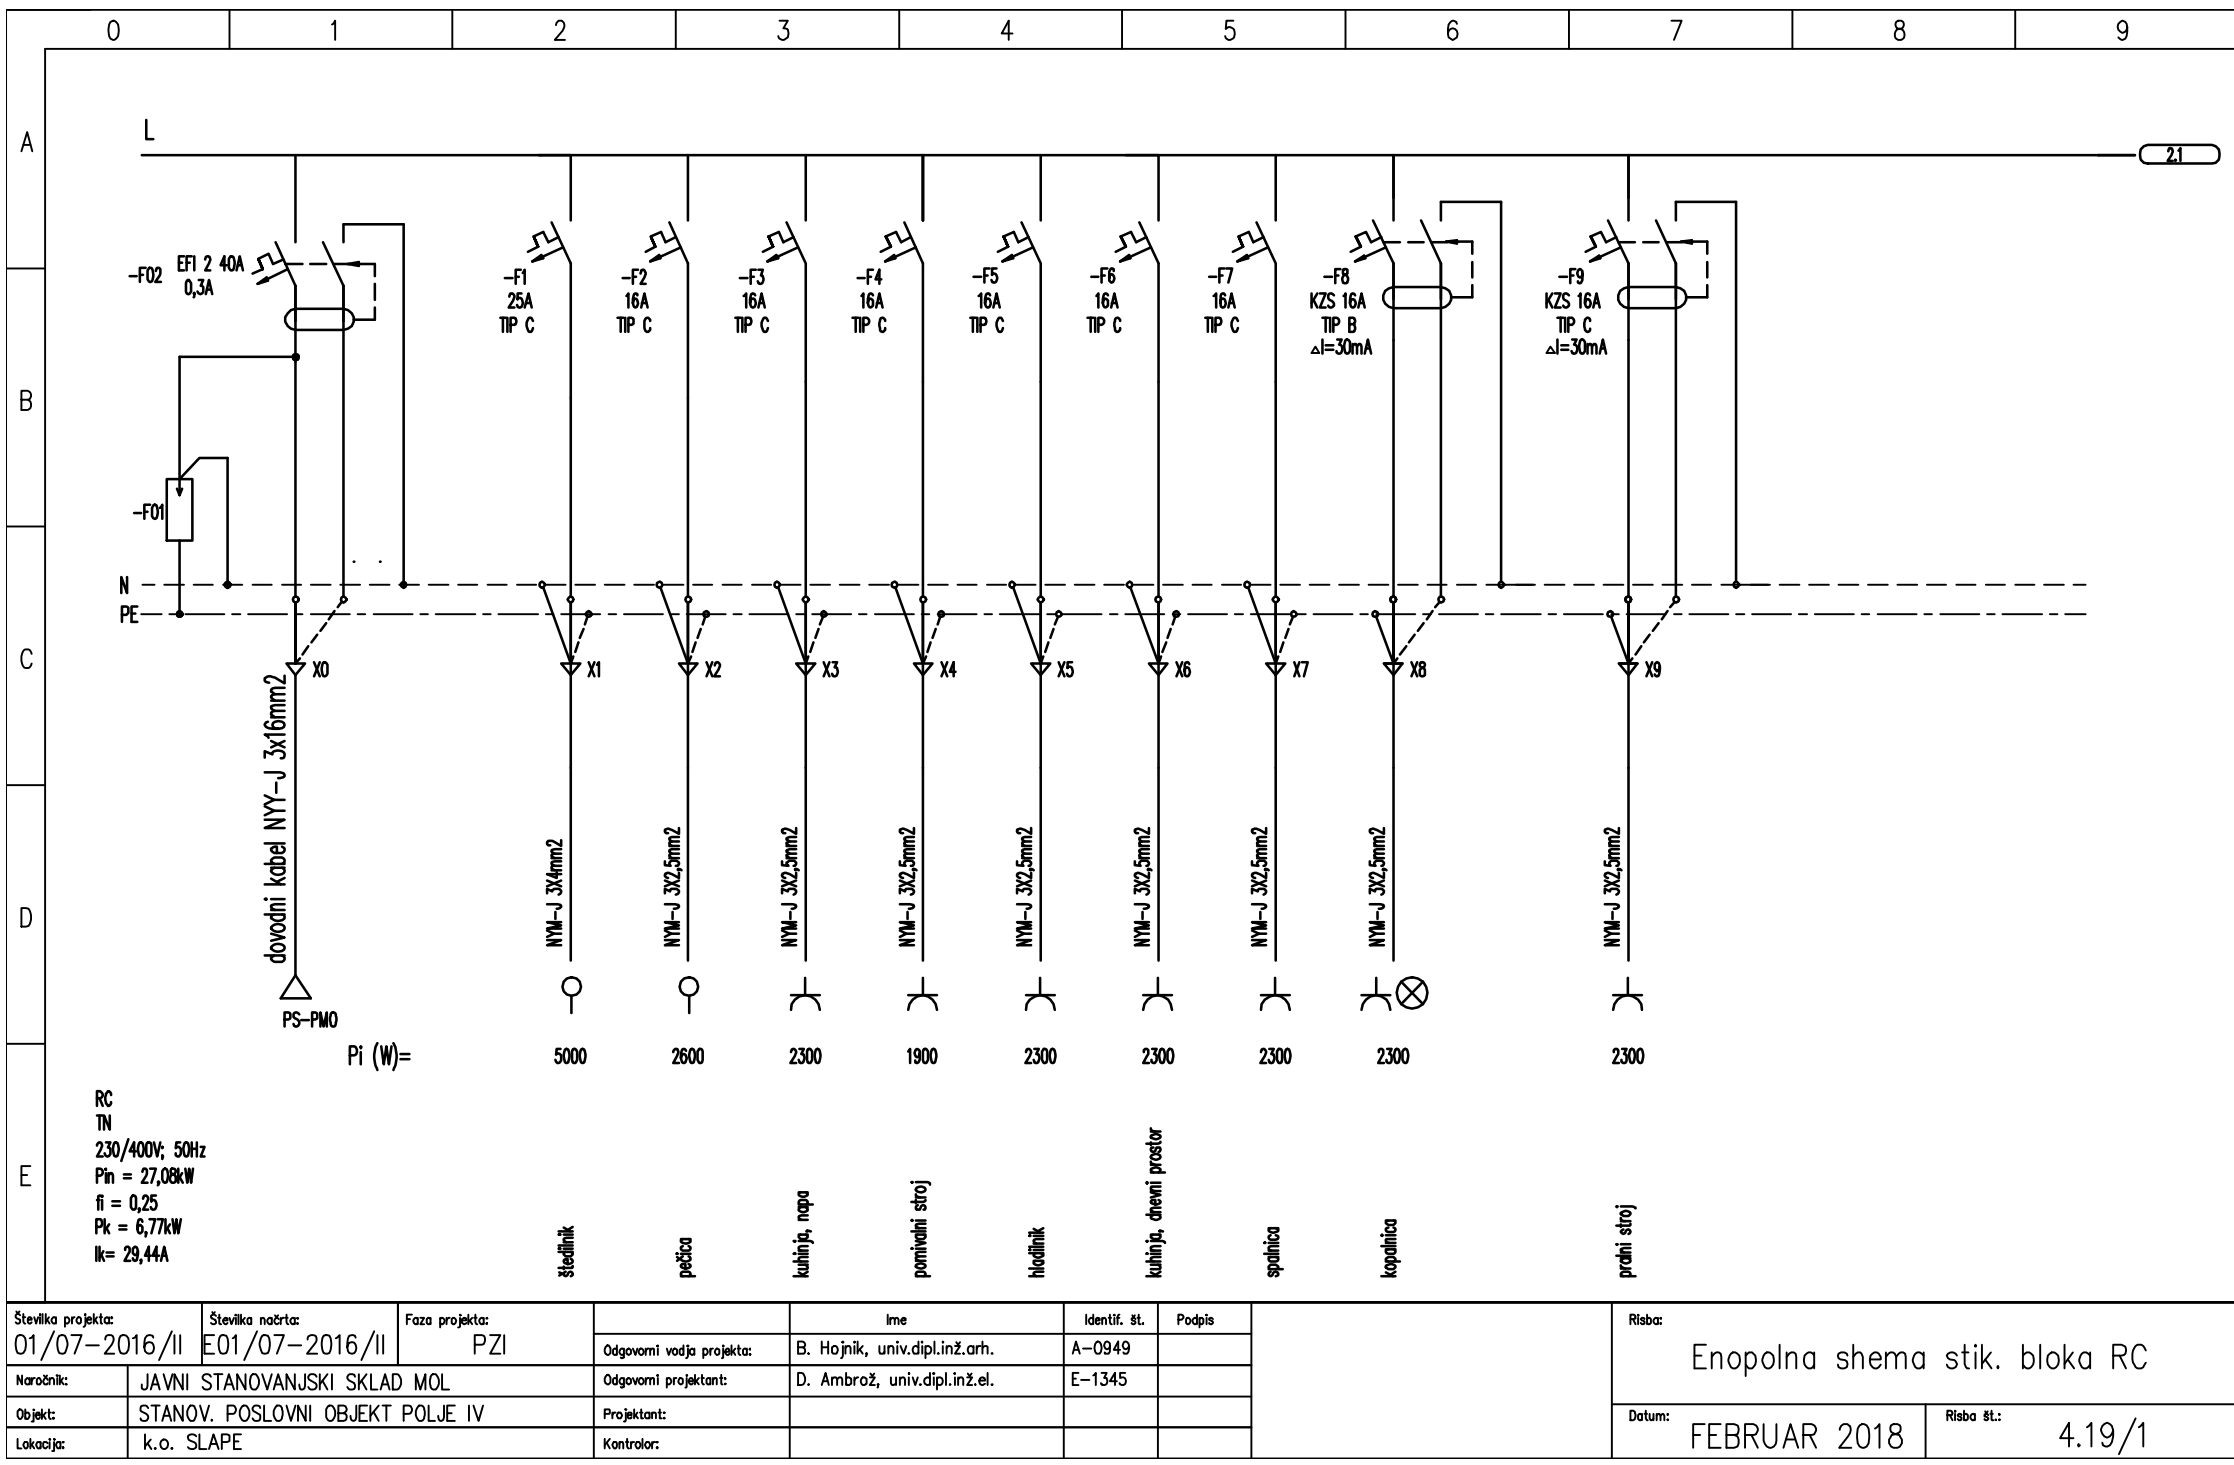 0 1 2 3 4 5 6 7 8 9
A
L
2.1
-F02 EFI 2 40A
0,3A
-F1
25A
TIP C
-F2
16A
TIP C
-F3
16A
TIP C
-F4
16A
TIP C
-F5
16A
TIP C
-F6
16A
TIP C
-F7
16A
TIP C
-F8
KZS 16A
TIP B
△I=30mA
-F9
KZS 16A
TIP C
△I=30mA
B
-F01
N
PE
C
X0 X1 X2 X3 X4 X5 X6 X7 X8 X9
dovodni kabel NYY-J 3x16mm2
NYM-J 3X4mm2
NYM-J 3X2,5mm2
NYM-J 3X2,5mm2
NYM-J 3X2,5mm2
NYM-J 3X2,5mm2
NYM-J 3X2,5mm2
NYM-J 3X2,5mm2
NYM-J 3X2,5mm2
NYM-J 3X2,5mm2
D
PS-PMO
Pi (W)= 5000 2600 2300 1900 2300 2300 2300 2300 2300
E
RC
TN
230/400V; 50Hz
Pin = 27,08kW
fi = 0,25
Pk = 6,77kW
Ik= 29,44A
štedilnik
pečica
kuhinja, napa
pomivalni stroj
hladilnik
kuhinja, dnevni prostor
spalnica
kopalnica
pralni stroj
Številka projekta:
01/07-2016/II
Številka načrta:
E01/07-2016/II
Faza projekta:
PZI
Naročnik: JAVNI STANOVANJSKI SKLAD MOL
Objekt: STANOV. POSLOVNI OBJEKT POLJE IV
Lokacija: k.o. SLAPE
Ime Identif. št. Podpis
Odgovorni vodja projekta: B. Hojnik, univ.dipl.inž.arh. A-0949
Odgovorni projektant: D. Ambrož, univ.dipl.inž.el. E-1345
Projektant:
Kontrolor:
Risba:
Enopolna shema stik. bloka RC
Datum:
FEBRUAR 2018
Risba št.:
4.19/1